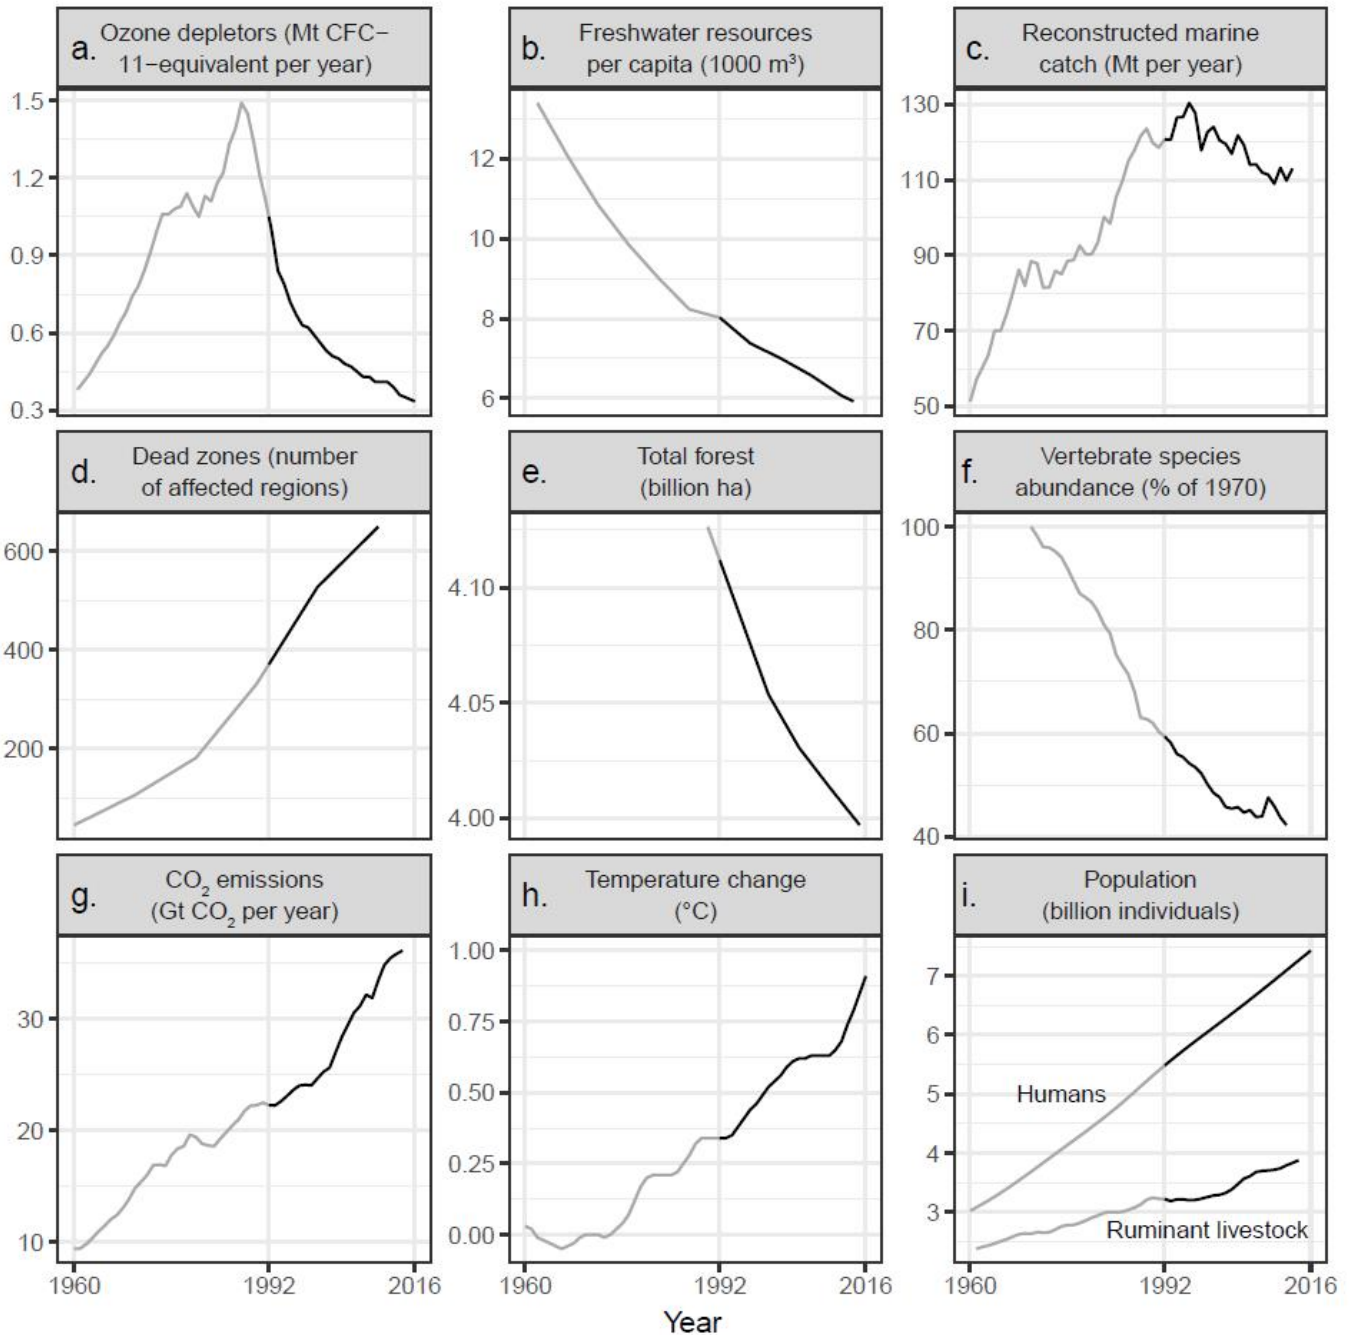 a. Ozone depletors (Mt CFC−
11−equivalent per year)
1.5
1.2
0.9
0.6
0.3
b. Freshwater resources
per capita (1000 m³)
12
10
8
6
c. Reconstructed marine
catch (Mt per year)
130
110
90
70
50
d. Dead zones (number
of affected regions)
600
400
200
e. Total forest
(billion ha)
4.10
4.05
4.00
f. Vertebrate species
abundance (% of 1970)
100
80
60
40
g. CO₂ emissions
(Gt CO₂ per year)
30
20
10
1960 1992 2016
h. Temperature change
(°C)
1.00
0.75
0.50
0.25
0.00
1960 1992 2016
i. Population
(billion individuals)
7
6
5
4
3
Humans
Ruminant livestock
1960 1992 2016
Year